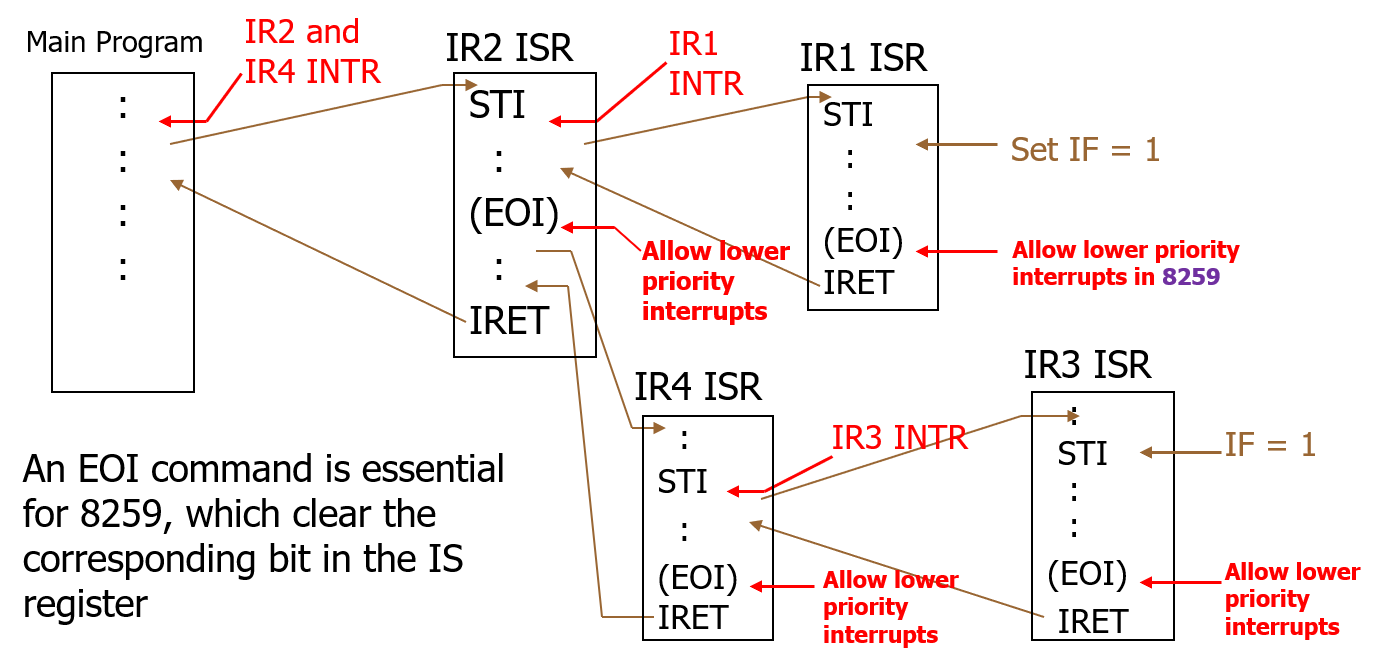 Main Program
IR2 and
IR4 INTR
:
:
:
:
IR2 ISR
STI
:
(EOI)
:
IRET
IR1
INTR
Allow lower
priority
interrupts
IR1 ISR
STI
:
:
(EOI)
IRET
Set IF = 1
Allow lower priority
interrupts in 8259
IR4 ISR
:
STI
:
(EOI)
IRET
IR3 INTR
Allow lower
priority
interrupts
IR3 ISR
:
STI
:
:
(EOI)
IRET
IF = 1
Allow lower
priority
interrupts
An EOI command is essential
for 8259, which clear the
corresponding bit in the IS
register